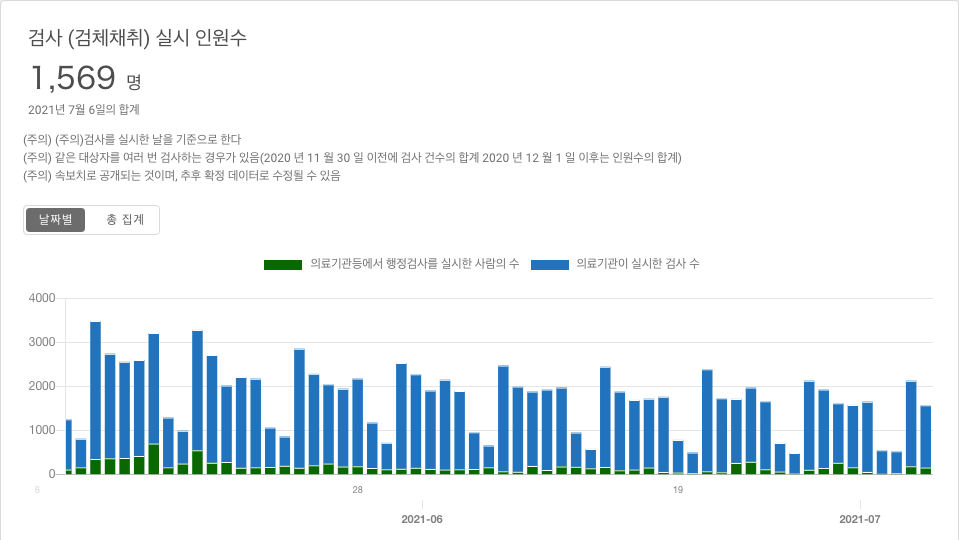 검사 (검체채취) 실시 인원수
1,569 명
2021년 7월 6일의 합계
(주의) (주의)검사를 실시한 날을 기준으로 한다
(주의) 같은 대상자를 여러 번 검사하는 경우가 있음(2020 년 11 월 30 일 이전에 검사 건수의 합계 2020 년 12 월 1 일 이후는 인원수의 합계)
(주의) 속보치로 공개되는 것이며, 추후 확정 데이터로 수정될 수 있음
날짜별 총 집계
의료기관등에서 행정검사를 실시한 사람의 수 의료기관이 실시한 검사 수
4000
3000
2000
1000
0
6 28 19
2021-06 2021-07